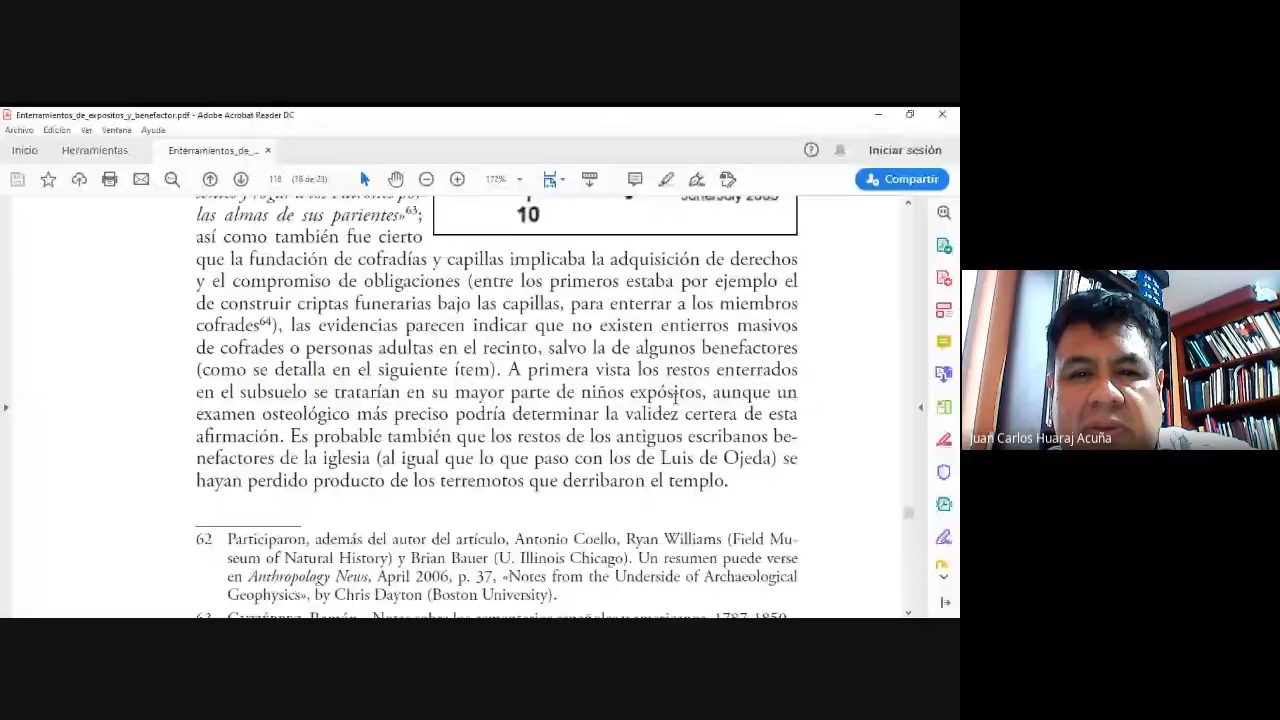 Enterramientos_de_expositos_y_benefactor.pdf - Adobe Acrobat Reader DC
Archivo Edición Ver Ventana Ayuda
Inicio Herramientas Enterramientos_de_... × Iniciar sesión
116 (19 de 23) 172% Compartir
las almas de sus parientes»63;
10
así como también fue cierto
que la fundación de cofradías y capillas implicaba la adquisición de derechos
y el compromiso de obligaciones (entre los primeros estaba por ejemplo el
de construir criptas funerarias bajo las capillas, para enterrar a los miembros
cofrades64), las evidencias parecen indicar que no existen entierros masivos
de cofrades o personas adultas en el recinto, salvo la de algunos benefactores
(como se detalla en el siguiente ítem). A primera vista los restos enterrados
en el subsuelo se tratarían en su mayor parte de niños expósitos, aunque un
examen osteológico más preciso podría determinar la validez certera de esta
afirmación. Es probable también que los restos de los antiguos escribanos be-
nefactores de la iglesia (al igual que lo que paso con los de Luis de Ojeda) se
hayan perdido producto de los terremotos que derribaron el templo.
62 Participaron, además del autor del artículo, Antonio Coello, Ryan Williams (Field Mu-
seum of Natural History) y Brian Bauer (U. Illinois Chicago). Un resumen puede verse
en Anthropology News, April 2006, p. 37, «Notes from the Underside of Archaeological
Geophysics», by Chris Dayton (Boston University).
Juan Carlos Huaraj Acuña